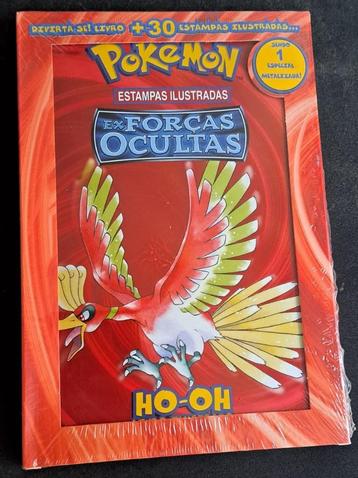 DIVIRTA SE! LIVRO + 30 ESTAMPAS ILUSTRADAS...
POKéMON
SENDO
1
ESPECIAL
METALIZADA!
ESTAMPAS ILUSTRADAS
EX FORÇAS
OCULTAS
HO-OH